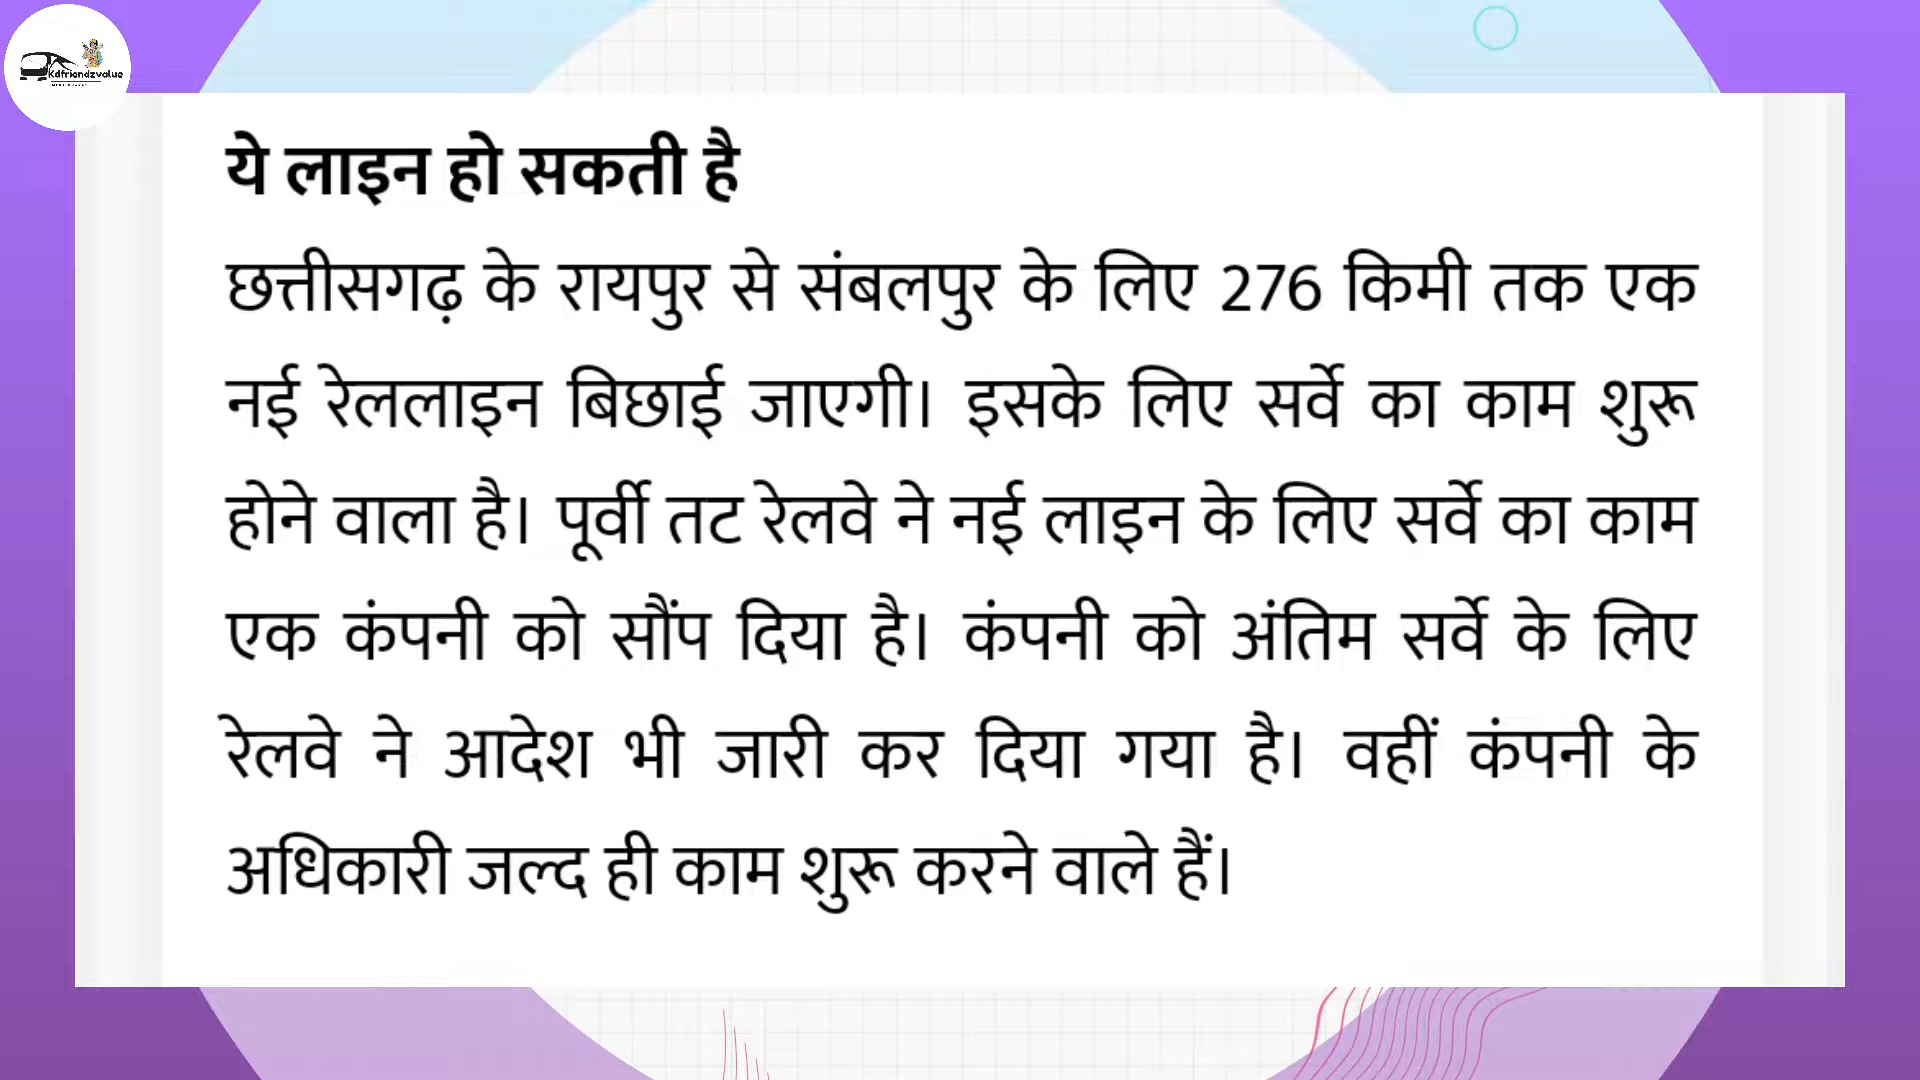 Kdfriendzvalue
ये लाइन हो सकती है
छत्तीसगढ़ के रायपुर से संबलपुर के लिए 276 किमी तक एक
नई रेललाइन बिछाई जाएगी। इसके लिए सर्वे का काम शुरू
होने वाला है। पूर्वी तट रेलवे ने नई लाइन के लिए सर्वे का काम
एक कंपनी को सौंप दिया है। कंपनी को अंतिम सर्वे के लिए
रेलवे ने आदेश भी जारी कर दिया गया है। वहीं कंपनी के
अधिकारी जल्द ही काम शुरू करने वाले हैं।